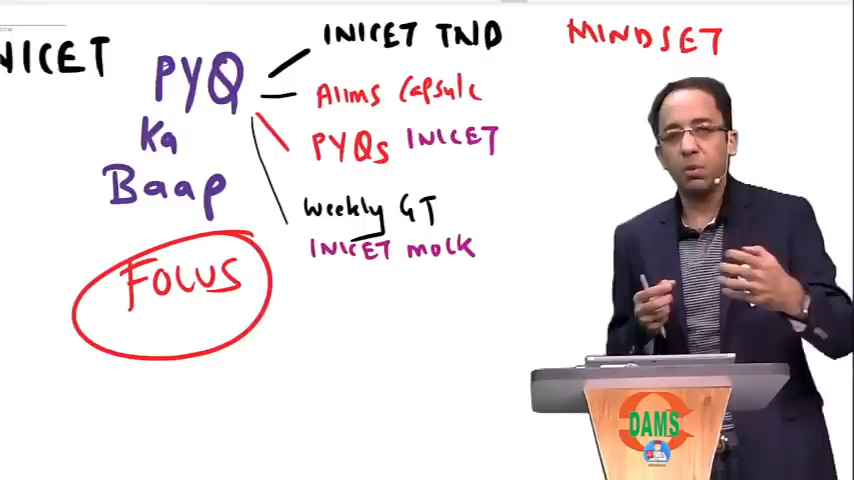 NICET
PYQ
Ka
Baap
FOCUS
INICET TND
AIIMS Capsule
PYQs INICET
Weekly GT
INICET mock
MINDSET
DAMS